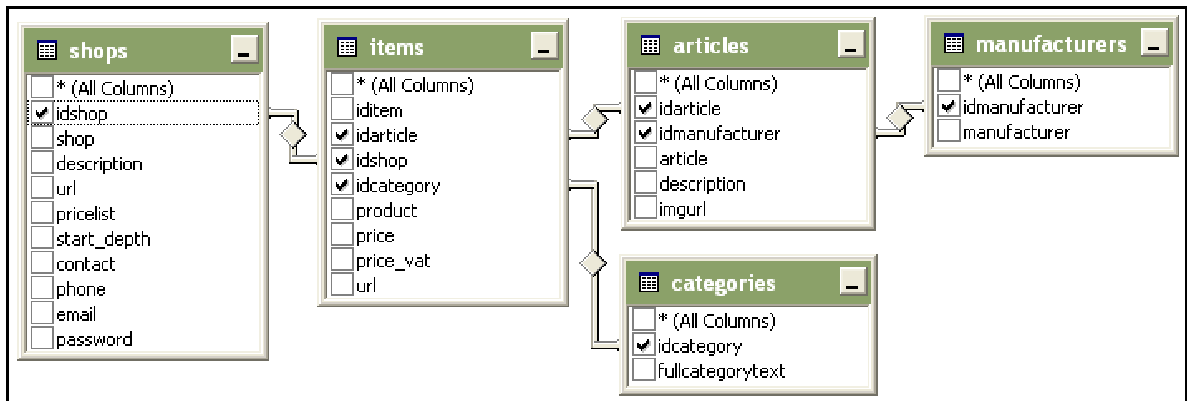 shops
* (All Columns)
idshop
shop
description
url
pricelist
start_depth
contact
phone
email
password
items
* (All Columns)
iditem
idarticle
idshop
idcategory
product
price
price_vat
url
articles
* (All Columns)
idarticle
idmanufacturer
article
description
imgurl
manufacturers
* (All Columns)
idmanufacturer
manufacturer
categories
* (All Columns)
idcategory
fullcategorytext